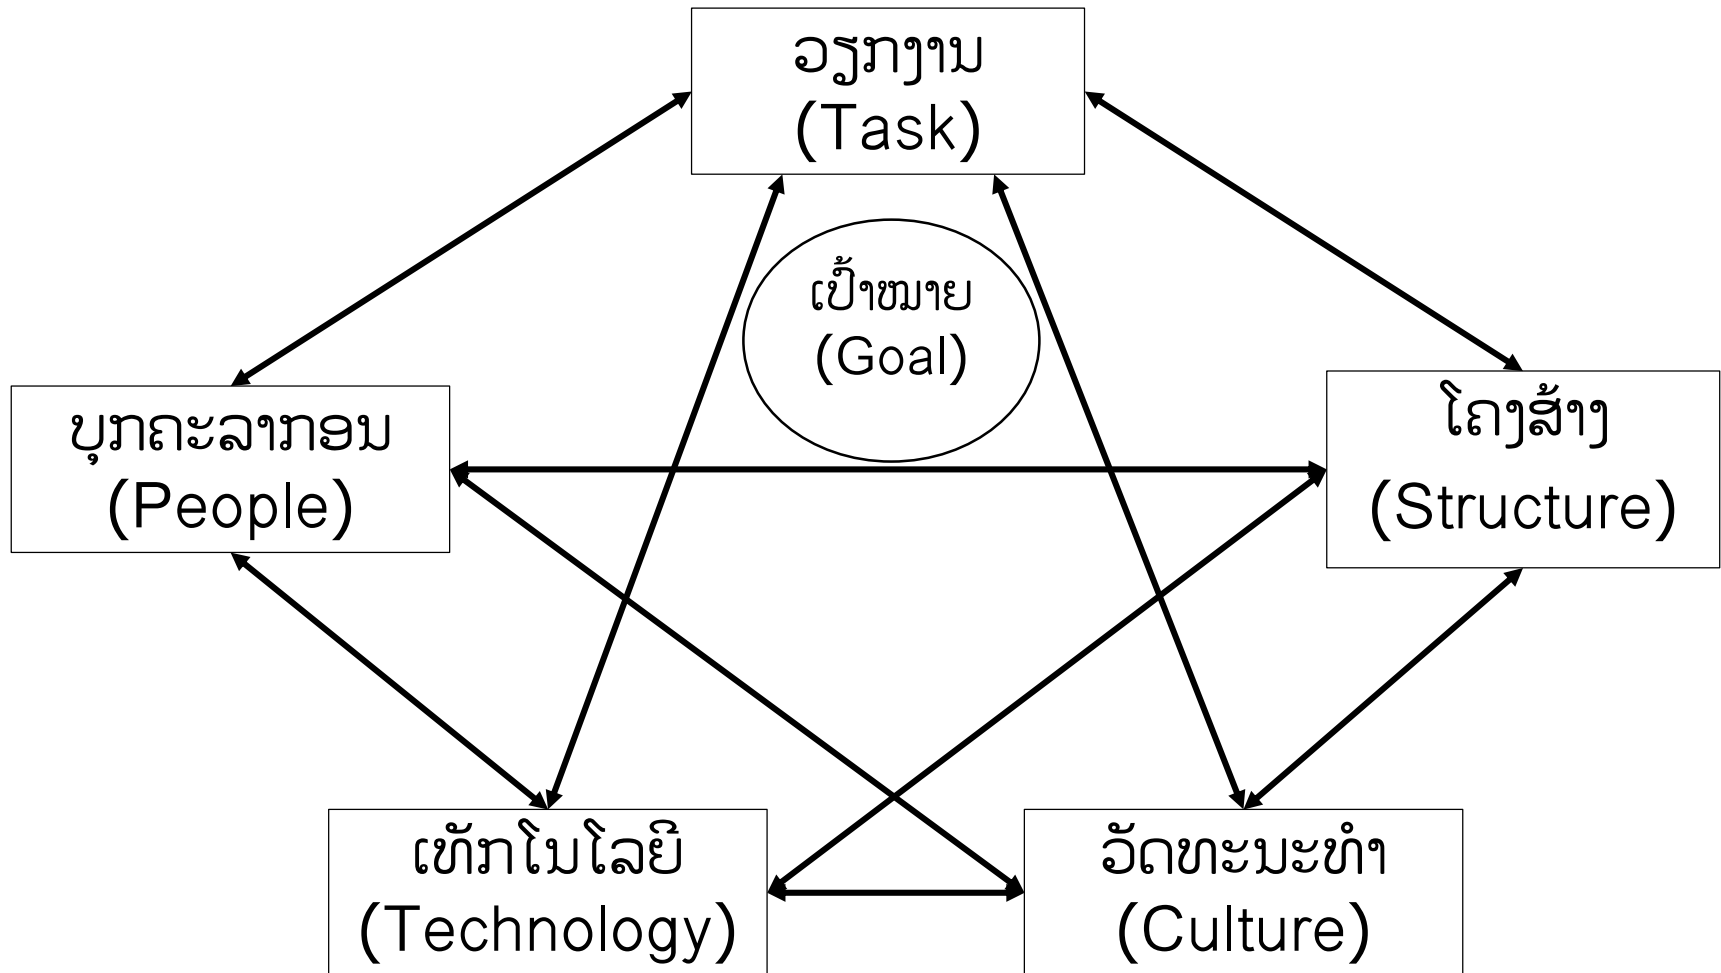 ວຽກງານ
(Task)
ເປົ້າໝາຍ
(Goal)
ບຸກຄະລາກອນ
(People)
ໂຄງສ້າງ
(Structure)
ເທັກໂນໂລຍີ
(Technology)
ວັດທະນະທຳ
(Culture)